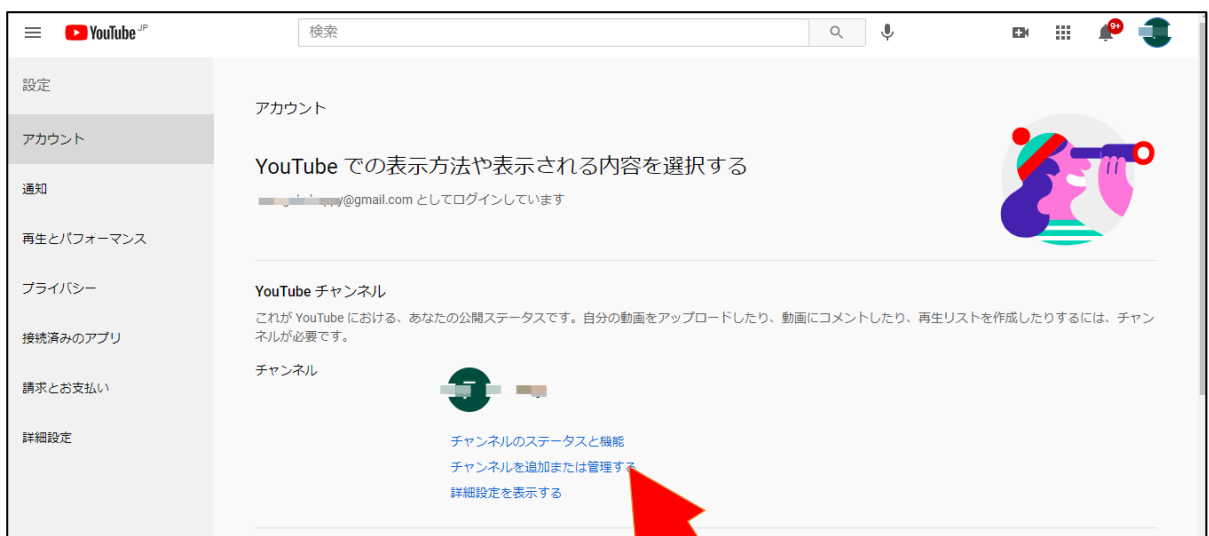 YouTube JP
検索
9+
設定
アカウント
通知
再生とパフォーマンス
プライバシー
接続済みのアプリ
請求とお支払い
詳細設定
アカウント
YouTube での表示方法や表示される内容を選択する
@gmail.com としてログインしています
YouTube チャンネル
これが YouTube における、あなたの公開ステータスです。自分の動画をアップロードしたり、動画にコメントしたり、再生リストを作成したりするには、チャン
ネルが必要です。
チャンネル
チャンネルのステータスと機能
チャンネルを追加または管理する
詳細設定を表示する